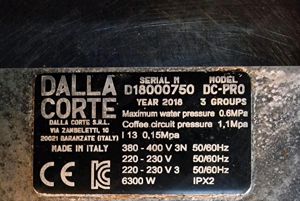 DALLA CORTE
DALLA CORTE S.R.L.
VIA ZAMBELETTI, 10
20021 BARANZATE (ITALY)
MADE IN ITALY
CE
SERIAL N MODEL
D18000750 DC-PRO
YEAR 2018 3 GROUPS
Maximum water pressure 0.6MPa
Coffee circuit pressure 1,1Mpa
I 13 0,15Mpa
380 - 400 V 3N 50/60Hz
220 - 230 V 50/60Hz
220 - 230 V 3 50/60Hz
6300 W IPX2